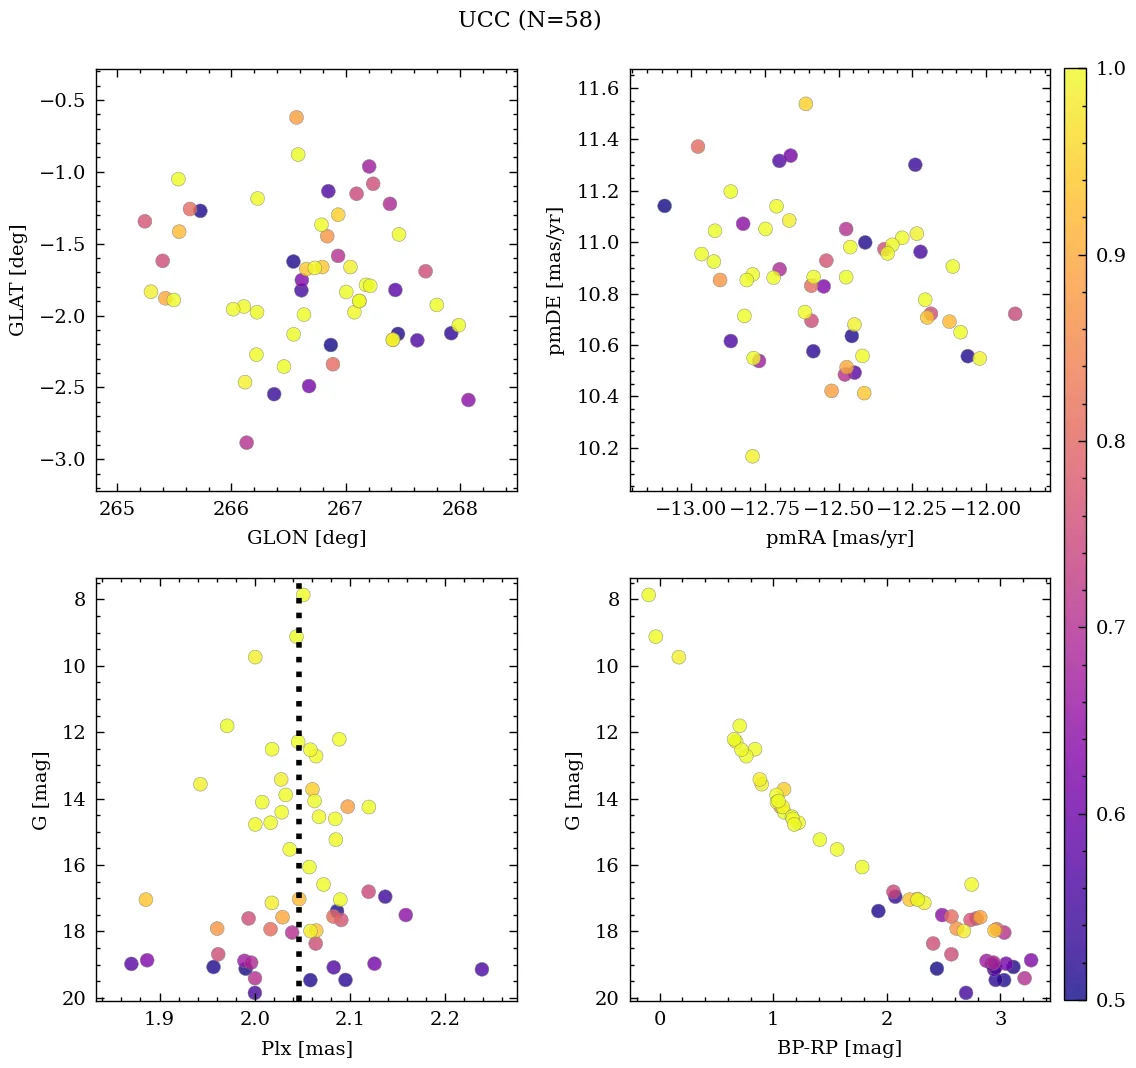 UCC (N=58)
−0.5
−1.0
−1.5
−2.0
−2.5
−3.0
GLAT [deg]
265 266 267 268
GLON [deg]
11.6
11.4
11.2
11.0
10.8
10.6
10.4
10.2
pmDE [mas/yr]
−13.00 −12.75 −12.50 −12.25 −12.00
pmRA [mas/yr]
8
10
12
14
16
18
20
G [mag]
1.9 2.0 2.1 2.2
Plx [mas]
8
10
12
14
16
18
20
G [mag]
0 1 2 3
BP-RP [mag]
1.0
0.9
0.8
0.7
0.6
0.5